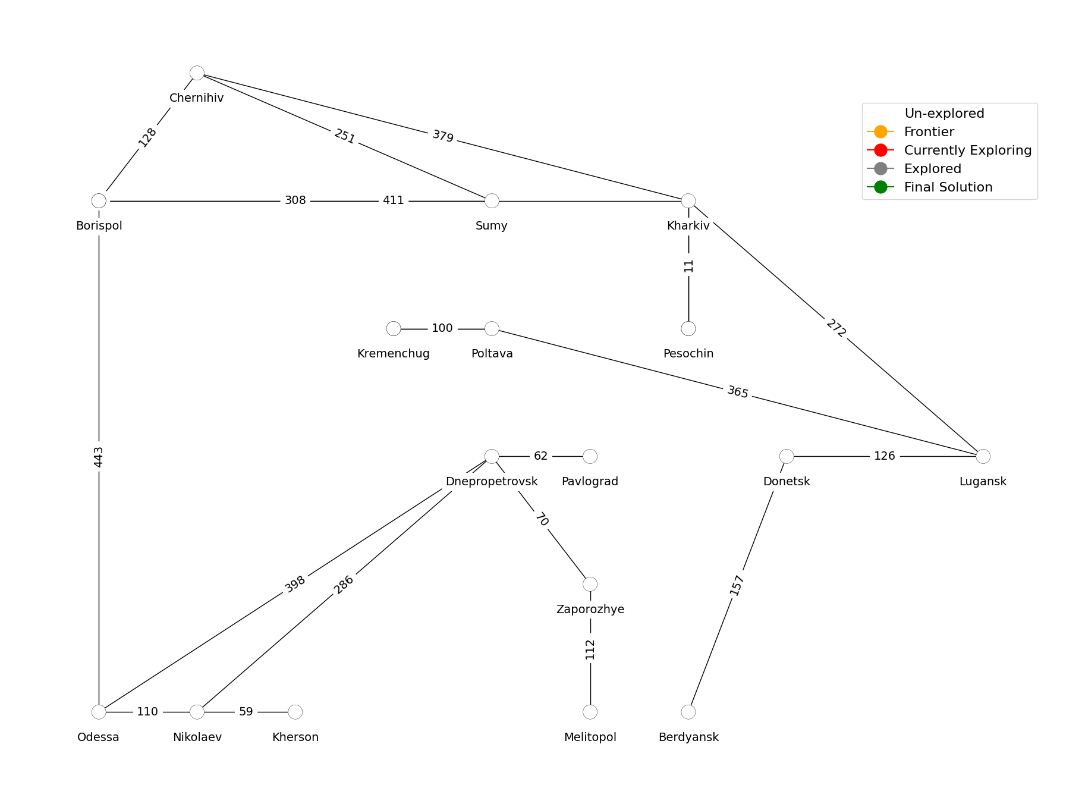 Chernihiv
Un-explored
Frontier
Currently Exploring
Explored
Final Solution
128
251
379
308
411
Borispol
Sumy
Kharkiv
11
272
100
Kremenchug
Poltava
Pesochin
365
443
62
126
Dnepropetrovsk
Pavlograd
Donetsk
Lugansk
70
398
286
157
Zaporozhye
112
110
59
Odessa
Nikolaev
Kherson
Melitopol
Berdyansk